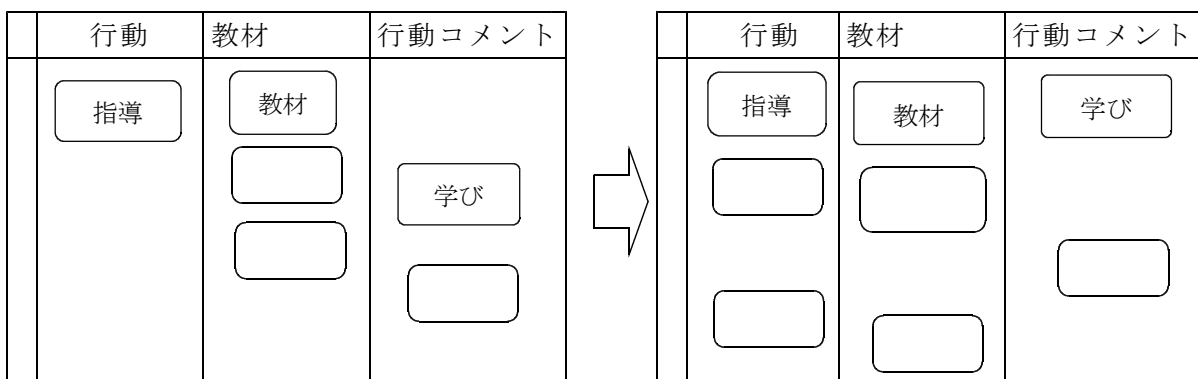 行動 教材 行動コメント
指導 教材
学び
行動 教材 行動コメント
指導 教材 学び